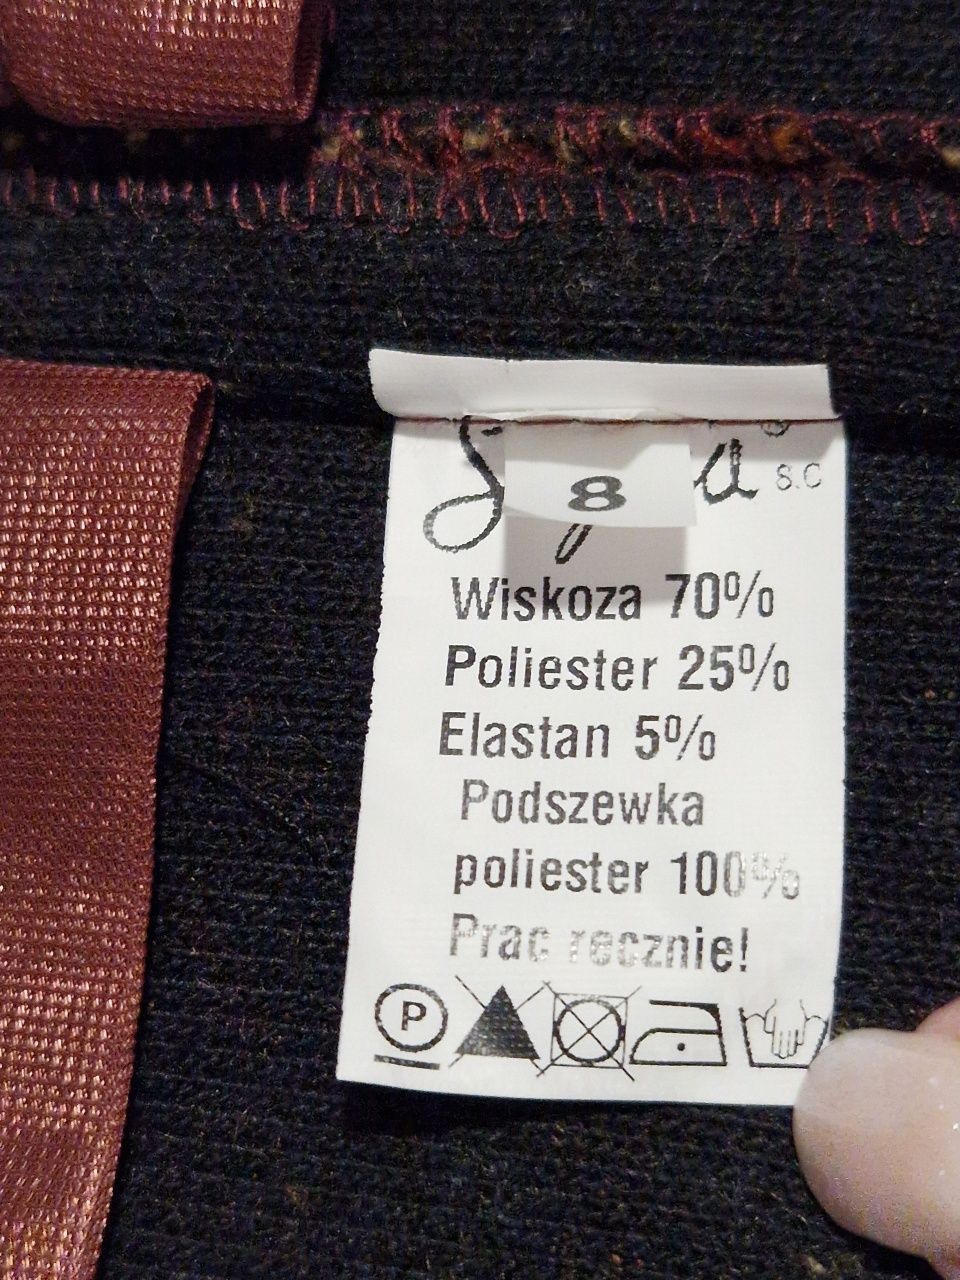 8
S.C
Wiskoza 70%
Poliester 25%
Elastan 5%
Podszewka
poliester 100%
Prac recznie!
P